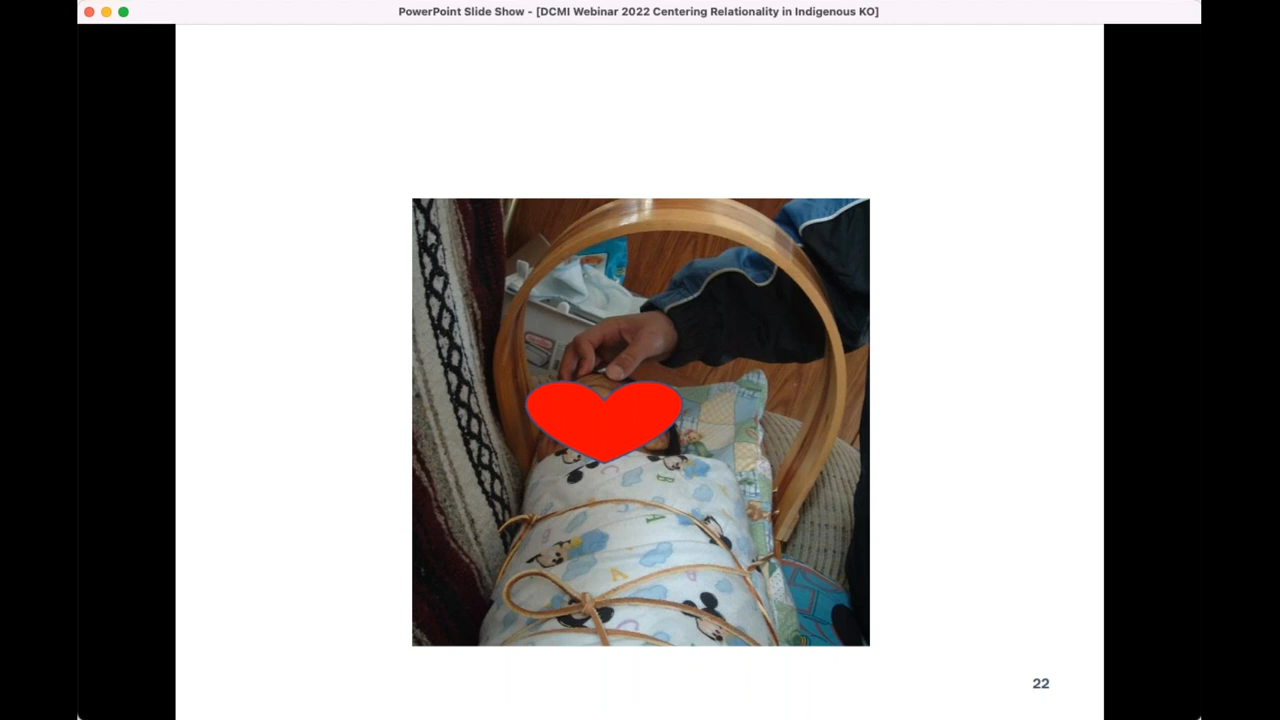 PowerPoint Slide Show - [DCMI Webinar 2022 Centering Relationality in Indigenous KO]
C
B
A
22